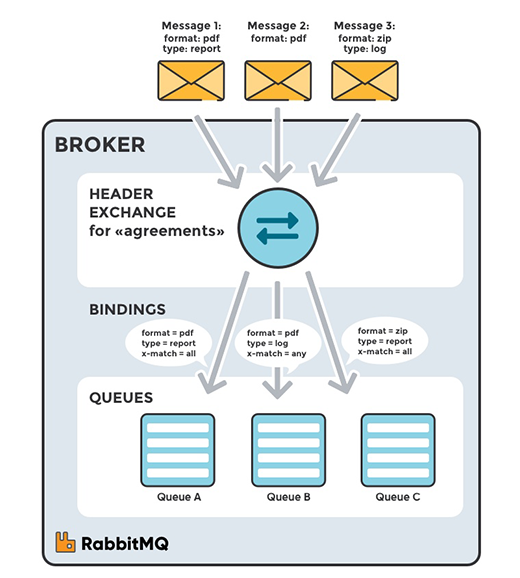 Message 1:
format: pdf
type: report
Message 2:
format: pdf
Message 3:
format: zip
type: log
BROKER
HEADER
EXCHANGE
for «agreements»
BINDINGS
format = pdf
type = report
x-match = all
format = pdf
type = log
x-match = any
format = zip
type = report
x-match = all
QUEUES
Queue A
Queue B
Queue C
RabbitMQ